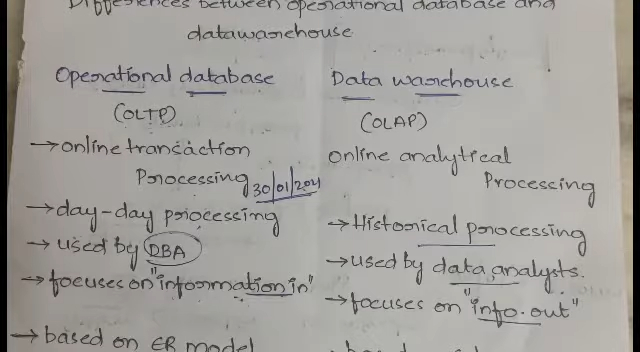 Differences between operational database and
datawarehouse
Operational database
(OLTP)
→ online transaction
Processing 30/01/2021
→ day-day processing
→ used by DBA
→ focuses on "information in"
→ based on ER model
Data warehouse
(OLAP)
Online analytical
Processing
→ Historical processing
→ used by data analysts.
→ focuses on "info. out"